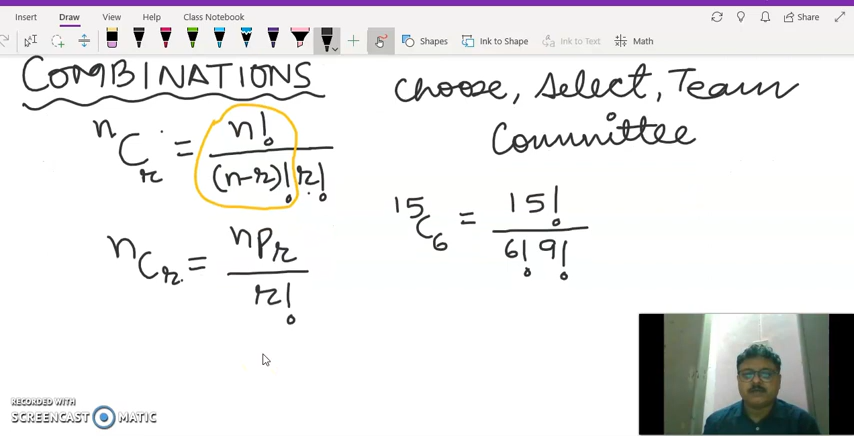 Insert Draw View Help Class Notebook Share
Shapes Ink to Shape Ink to Text Math
COMBINATIONS
choose, select, Team
Committee
nCr = n! / (n-r)! r!
15C6 = 15! / 6! 9!
nCr = nPr / r!
RECORDED WITH
SCREENCAST MATIC